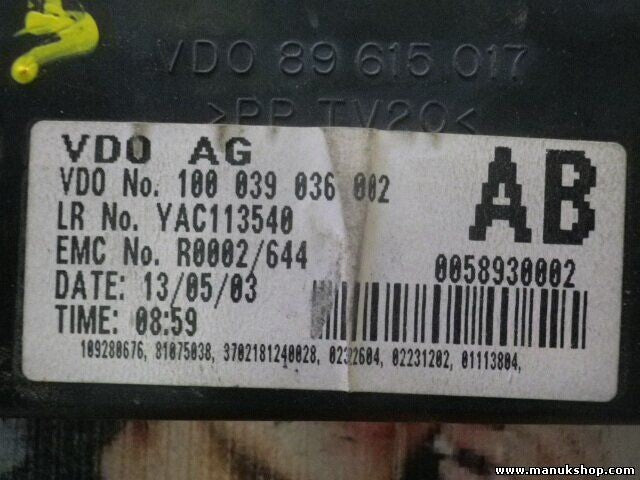 VDO 89 615 017
>PP TV20<
VDO AG
AB
VDO No. 100 039 036 002
LR No. YAC113540
EMC No. R0002/644
0058930002
DATE: 13/05/03
TIME: 08:59
109280676, 81075038, 3702181240028, 02322604, 02231202, 01113804,
www.manukshop.com